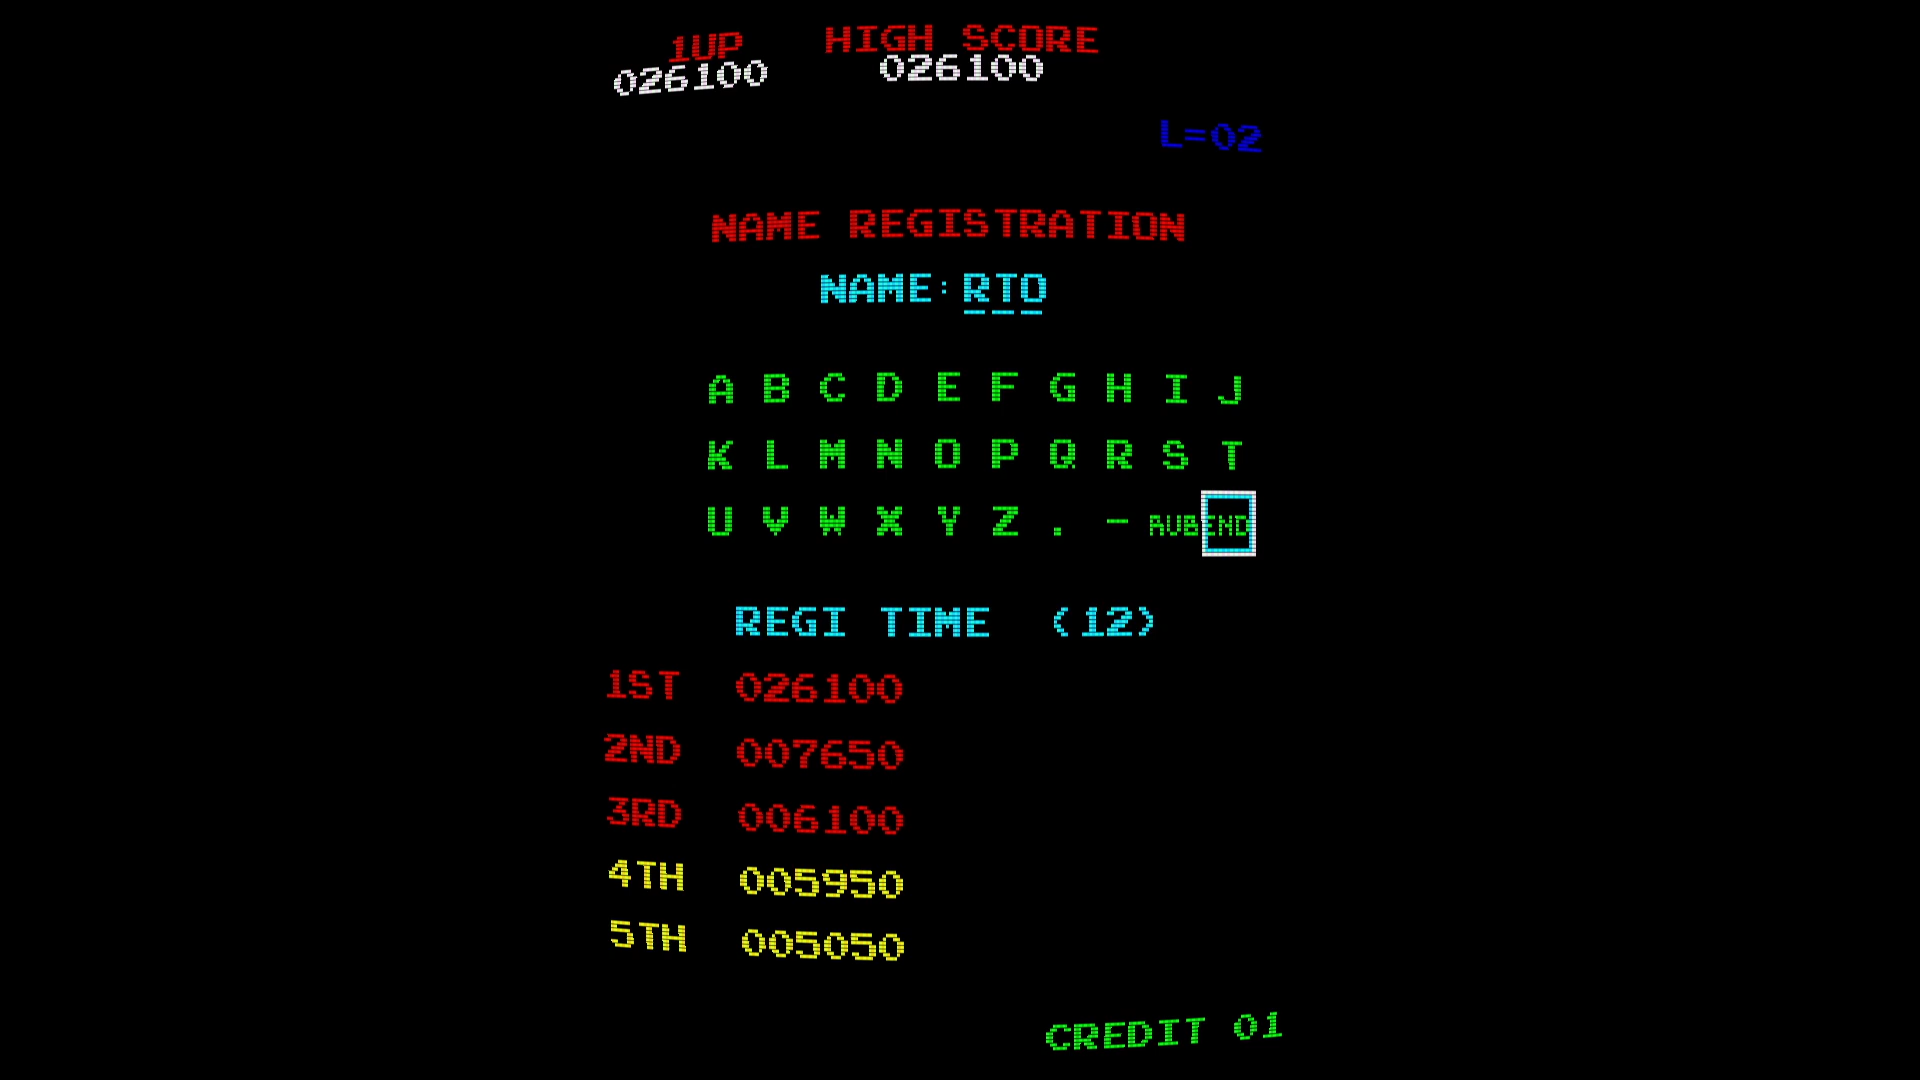 1UP HIGH SCORE
026100 026100
L=02
NAME REGISTRATION
NAME:RTO
A B C D E F G H I J
K L M N O P Q R S T
U V W X Y Z . - RUB END
REGI TIME (12)
1ST 026100
2ND 007650
3RD 006100
4TH 005950
5TH 005050
CREDIT 01